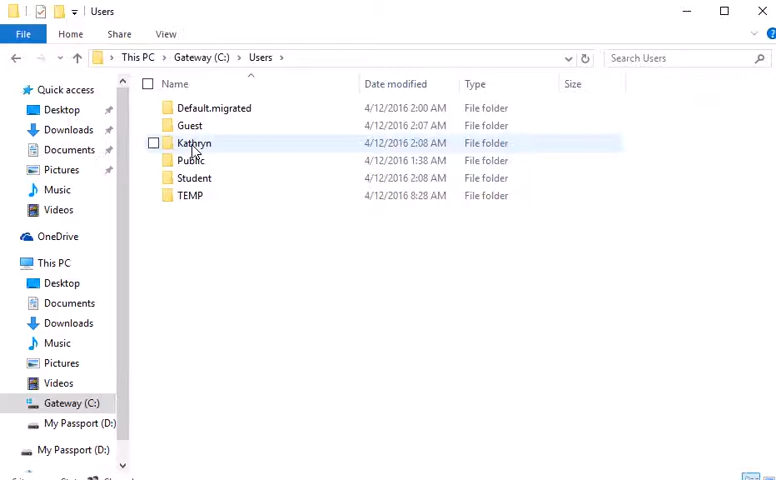 Users
File Home Share View
This PC Gateway (C:) Users Search Users
Name Date modified Type Size
Quick access
Desktop
Downloads
Documents
Pictures
Music
Videos
OneDrive
This PC
Desktop
Documents
Downloads
Music
Pictures
Videos
Gateway (C:)
My Passport (D:)
My Passport (D:)
Default.migrated 4/12/2016 2:00 AM File folder
Guest 4/12/2016 2:07 AM File folder
Kathryn 4/12/2016 2:08 AM File folder
Public 4/12/2016 1:38 AM File folder
Student 4/12/2016 2:08 AM File folder
TEMP 4/12/2016 8:28 AM File folder